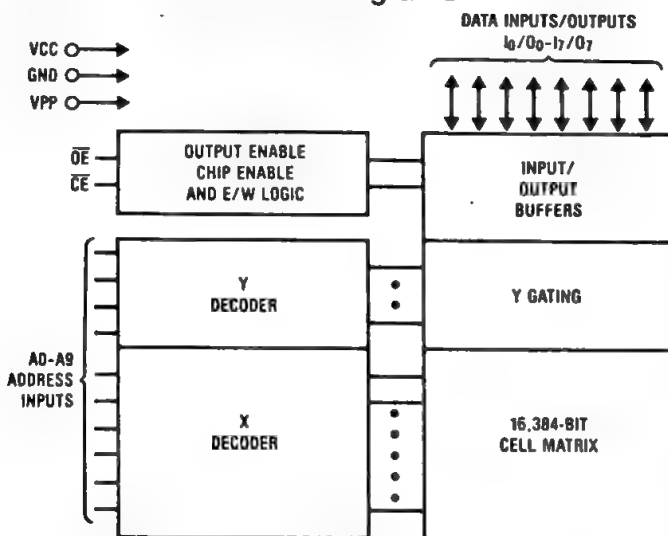 DATA INPUTS/OUTPUTS
I0/O0-I7/O7
VCC
GND
VPP
OE
CE
OUTPUT ENABLE
CHIP ENABLE
AND E/W LOGIC
INPUT/
OUTPUT
BUFFERS
Y
DECODER
Y GATING
A0-A9
ADDRESS
INPUTS
X
DECODER
16,384-BIT
CELL MATRIX